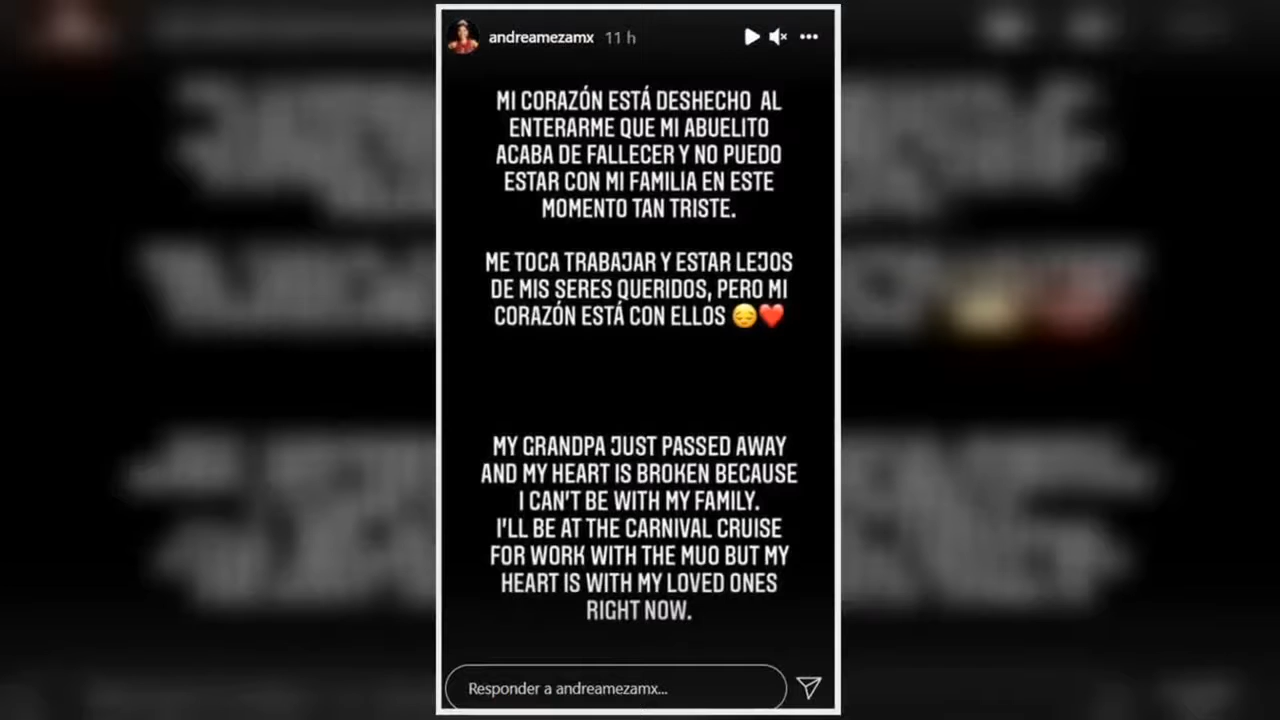 andreamezamx 11 h
MI CORAZÓN ESTÁ DESHECHO AL
ENTERARME QUE MI ABUELITO
ACABA DE FALLECER Y NO PUEDO
ESTAR CON MI FAMILIA EN ESTE
MOMENTO TAN TRISTE.
ME TOCA TRABAJAR Y ESTAR LEJOS
DE MIS SERES QUERIDOS, PERO MI
CORAZÓN ESTÁ CON ELLOS 😔❤️
MY GRANDPA JUST PASSED AWAY
AND MY HEART IS BROKEN BECAUSE
I CAN'T BE WITH MY FAMILY.
I'LL BE AT THE CARNIVAL CRUISE
FOR WORK WITH THE MUO BUT MY
HEART IS WITH MY LOVED ONES
RIGHT NOW.
Responder a andreamezamx...